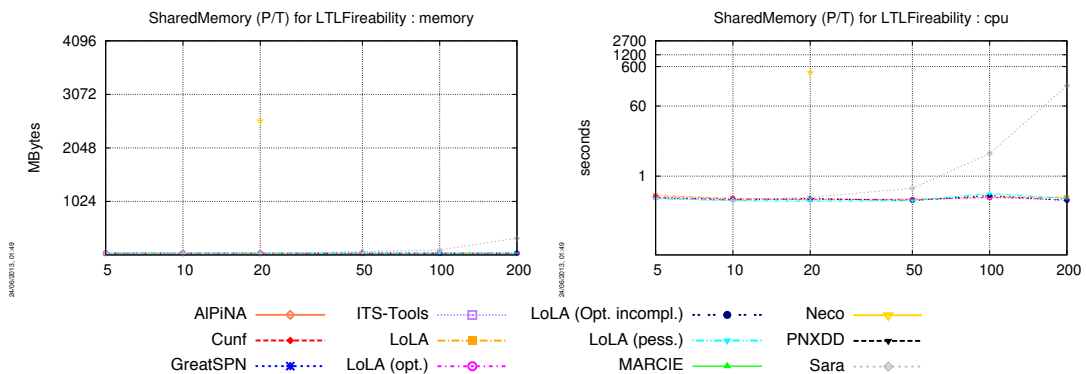 SharedMemory (P/T) for LTLFireability : memory
4096
3072
2048
1024
MBytes
5 10 20 50 100 200
24/06/2013, 01:49
SharedMemory (P/T) for LTLFireability : cpu
2700
1200
600
60
1
seconds
5 10 20 50 100 200
24/06/2013, 01:49
AlPiNA
Cunf
GreatSPN
ITS-Tools
LoLA
LoLA (opt.)
LoLA (Opt. incompl.)
LoLA (pess.)
MARCIE
Neco
PNXDD
Sara